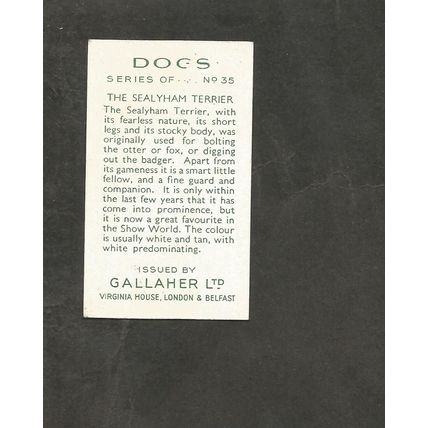 DOGS
SERIES OF No 35
THE SEALYHAM TERRIER
The Sealyham Terrier, with
its fearless nature, its short
legs and its stocky body, was
originally used for bolting
the otter or fox, or digging
out the badger. Apart from
its gameness it is a smart little
fellow, and a fine guard and
companion. It is only within
the last few years that it has
come into prominence, but
it is now a great favourite in
the Show World. The colour
is usually white and tan, with
white predominating.
ISSUED BY
GALLAHER LTD
VIRGINIA HOUSE, LONDON & BELFAST